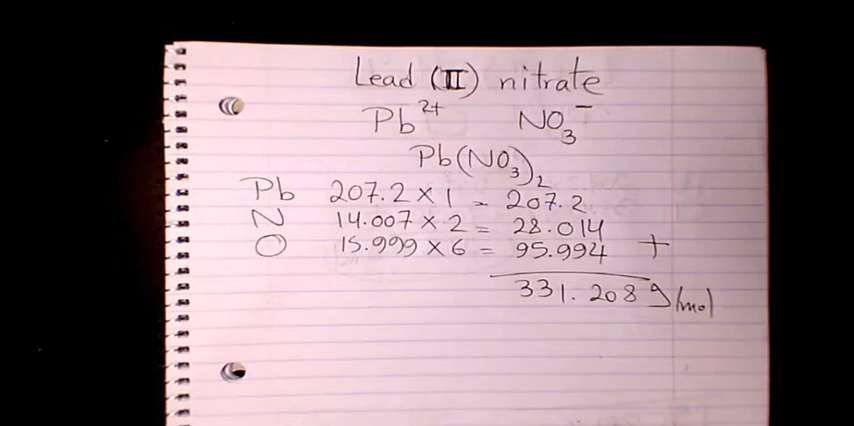 Lead (II) nitrate
Pb²⁺ NO₃⁻
Pb(NO₃)₂
Pb 207.2 × 1 = 207.2
N 14.007 × 2 = 28.014
O 15.999 × 6 = 95.994 +
331.208 g/mol